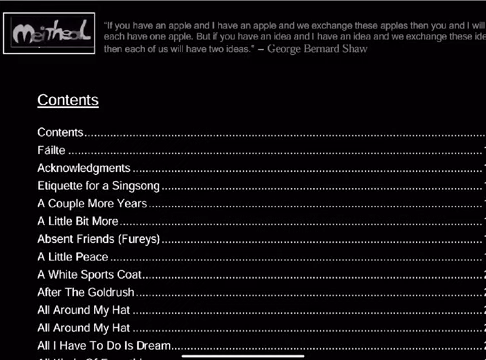 Meitheal
"If you have an apple and I have an apple and we exchange these apples then you and I will
each have one apple. But if you have an idea and I have an idea and we exchange these ide
then each of us will have two ideas." – George Bernard Shaw
Contents
Contents
Fáilte
Acknowledgments
Etiquette for a Singsong
A Couple More Years
A Little Bit More
Absent Friends (Fureys)
A Little Peace
A White Sports Coat
After The Goldrush
All Around My Hat
All Around My Hat
All I Have To Do Is Dream